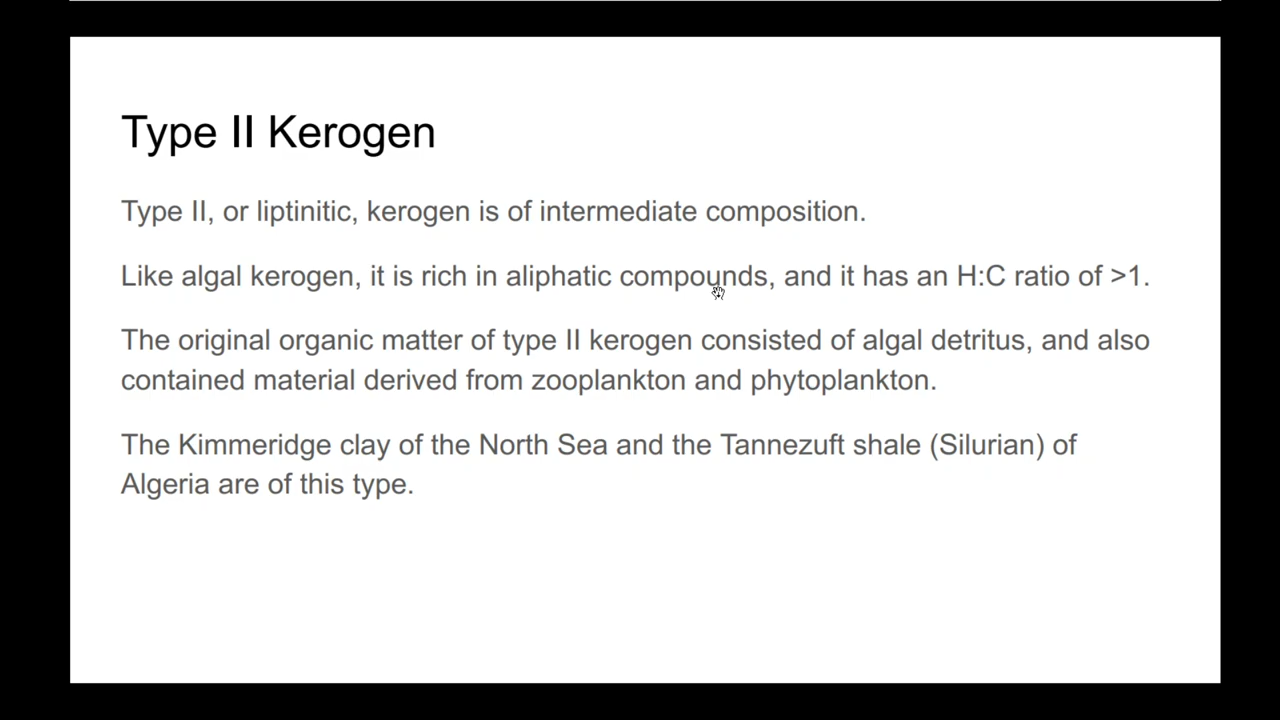 Type II Kerogen
Type II, or liptinitic, kerogen is of intermediate composition.
Like algal kerogen, it is rich in aliphatic compounds, and it has an H:C ratio of >1.
The original organic matter of type II kerogen consisted of algal detritus, and also
contained material derived from zooplankton and phytoplankton.
The Kimmeridge clay of the North Sea and the Tannezuft shale (Silurian) of
Algeria are of this type.